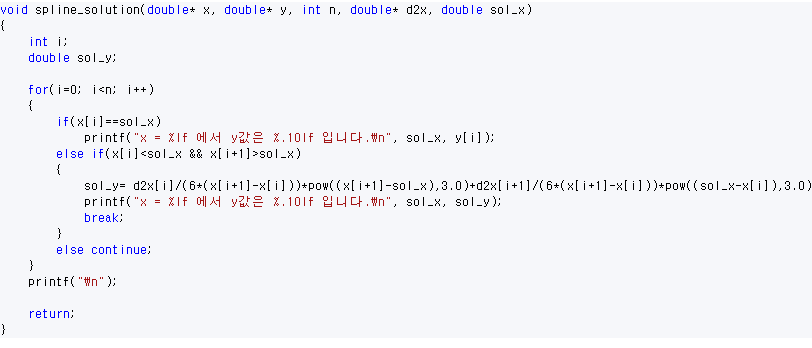 void spline_solution(double* x, double* y, int n, double* d2x, double sol_x)
{
    int i;
    double sol_y;

    for(i=0; i<n; i++)
    {
        if(x[i]==sol_x)
            printf("x = %lf 에서 y값은 %.10lf 입니다.₩n", sol_x, y[i]);
        else if(x[i]<sol_x && x[i+1]>sol_x)
        {
            sol_y= d2x[i]/(6*(x[i+1]-x[i]))*pow((x[i+1]-sol_x),3.0)+d2x[i+1]/(6*(x[i+1]-x[i]))*pow((sol_x-x[i]),3.0)
            printf("x = %lf 에서 y값은 %.10lf 입니다.₩n", sol_x, sol_y);
            break;
        }
        else continue;
    }
    printf("₩n");

    return;
}